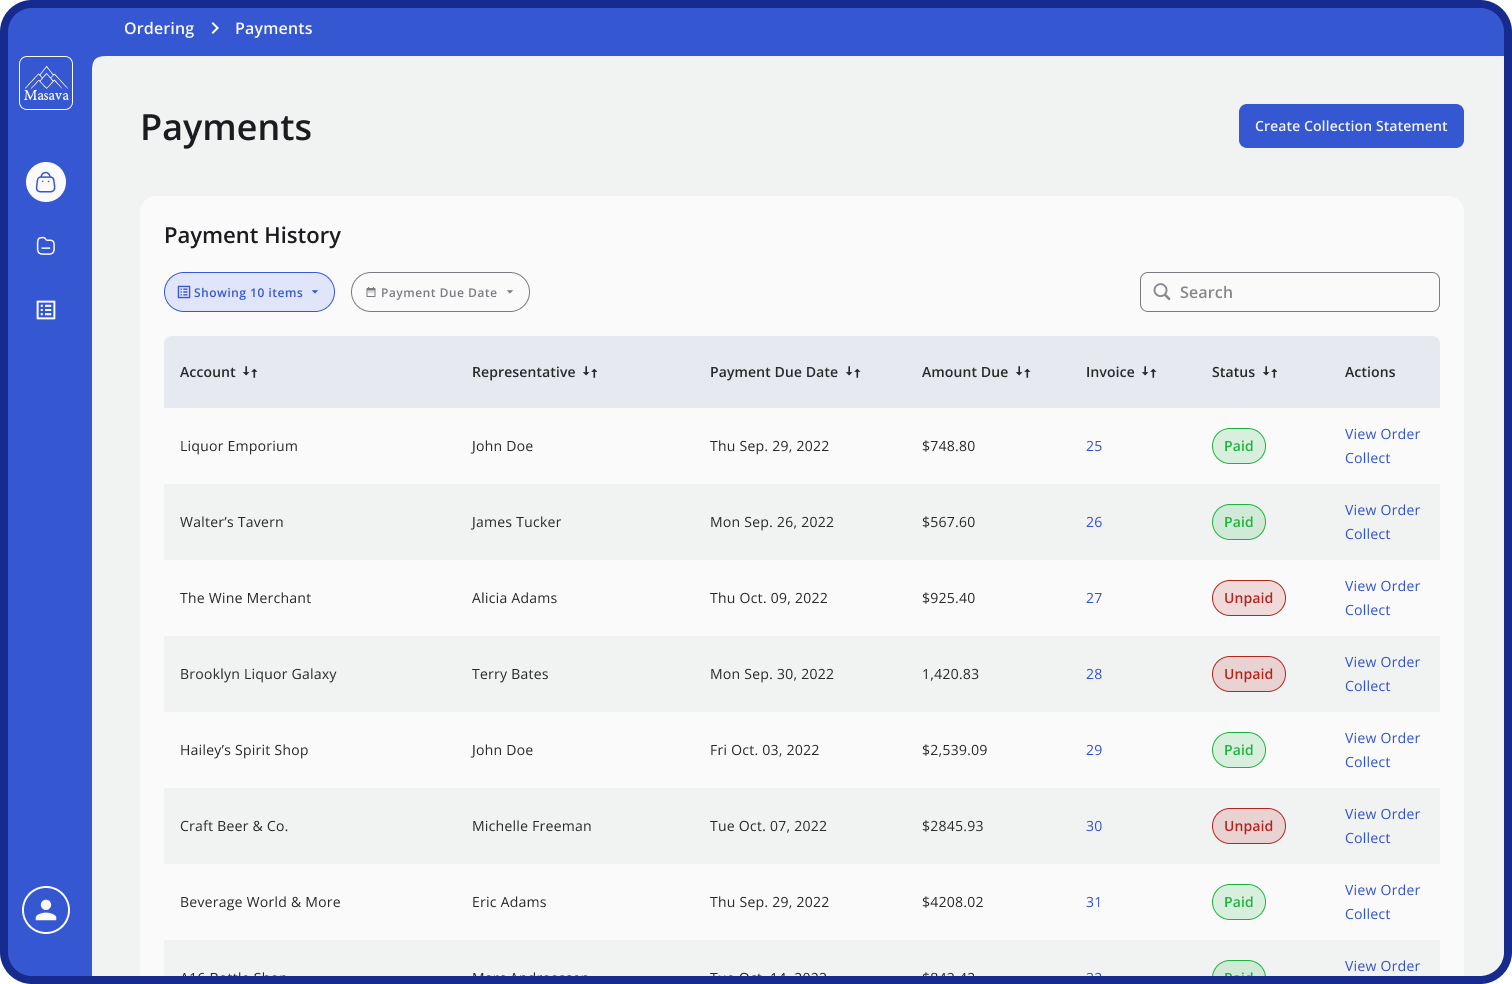 Ordering > Payments
Masava
Payments
Create Collection Statement
Payment History
Showing 10 items
Payment Due Date
Search
Account Representative Payment Due Date Amount Due Invoice Status Actions
Liquor Emporium John Doe Thu Sep. 29, 2022 $748.80 25 Paid View Order
Collect
Walter’s Tavern James Tucker Mon Sep. 26, 2022 $567.60 26 Paid View Order
Collect
The Wine Merchant Alicia Adams Thu Oct. 09, 2022 $925.40 27 Unpaid View Order
Collect
Brooklyn Liquor Galaxy Terry Bates Mon Sep. 30, 2022 1,420.83 28 Unpaid View Order
Collect
Hailey’s Spirit Shop John Doe Fri Oct. 03, 2022 $2,539.09 29 Paid View Order
Collect
Craft Beer & Co. Michelle Freeman Tue Oct. 07, 2022 $2845.93 30 Unpaid View Order
Collect
Beverage World & More Eric Adams Thu Sep. 29, 2022 $4208.02 31 Paid View Order
Collect
Paid View Order